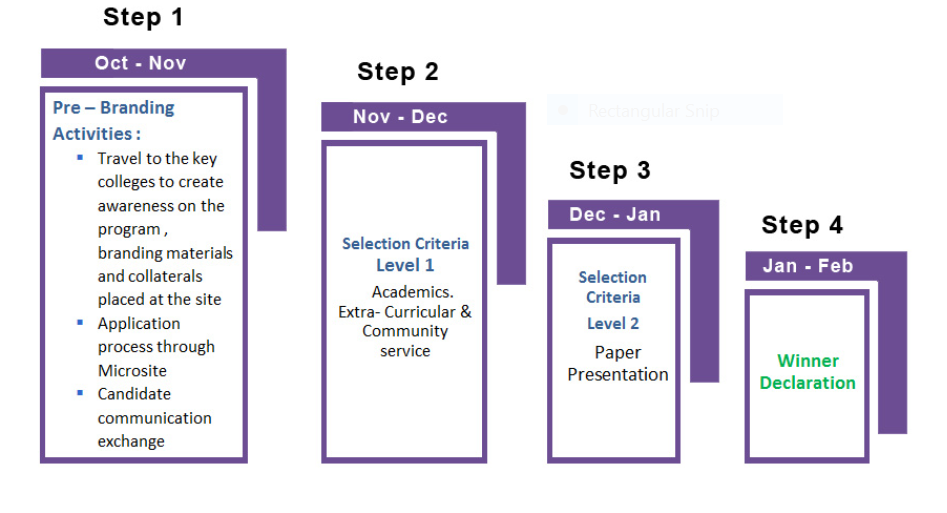 Step 1
Oct - Nov
Pre – Branding
Activities :
▪ Travel to the key
colleges to create
awareness on the
program ,
branding materials
and collaterals
placed at the site
▪ Application
process through
Microsite
▪ Candidate
communication
exchange
Step 2
Nov - Dec
Selection Criteria
Level 1
Academics.
Extra- Curricular &
Community
service
Rectangular Snip
Step 3
Dec - Jan
Selection
Criteria
Level 2
Paper
Presentation
Step 4
Jan - Feb
Winner
Declaration